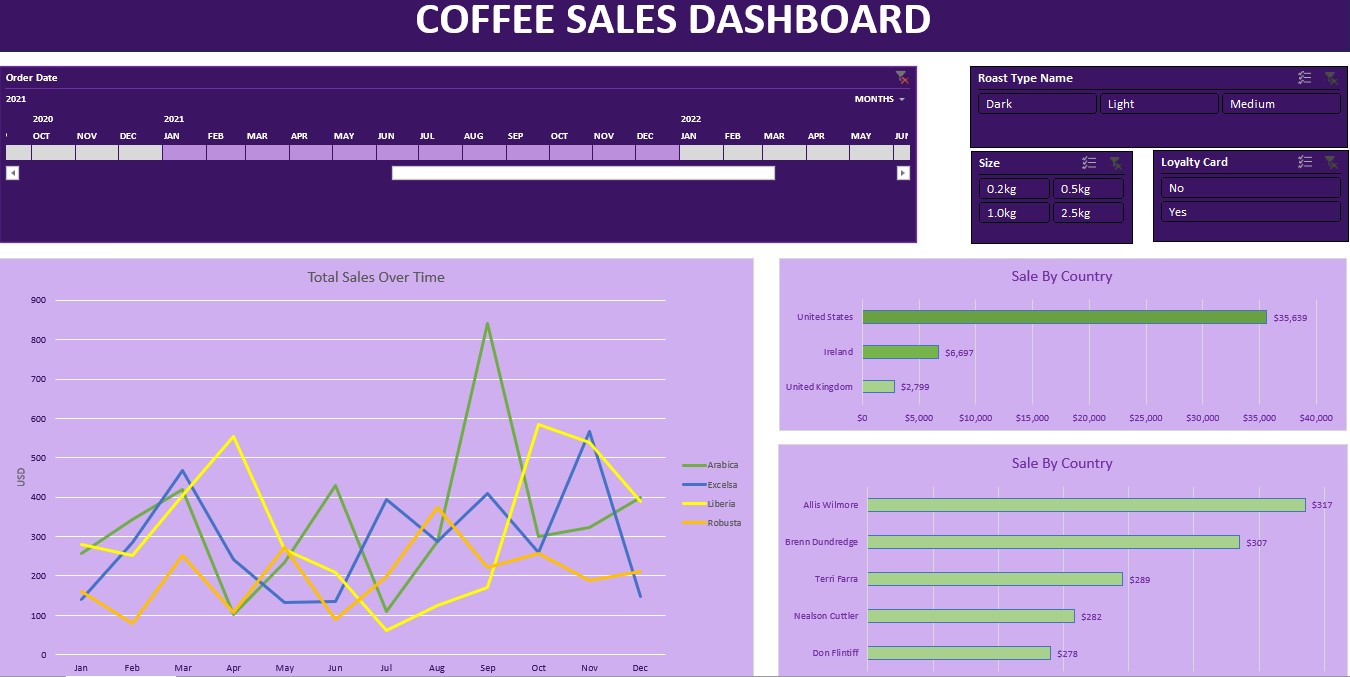 COFFEE SALES DASHBOARD
Order Date
2021
MONTHS
2020 2021 2022
OCT NOV DEC JAN FEB MAR APR MAY JUN JUL AUG SEP OCT NOV DEC JAN FEB MAR APR MAY
Roast Type Name
Dark Light Medium
Size
0.2kg 0.5kg
1.0kg 2.5kg
Loyalty Card
No
Yes
Total Sales Over Time
900
800
700
600
500
400
300
200
100
0
USD
Jan Feb Mar Apr May Jun Jul Aug Sep Oct Nov Dec
Arabica
Excelsa
Liberia
Robusta
Sale By Country
United States $35,639
Ireland $6,697
United Kingdom $2,799
$0 $5,000 $10,000 $15,000 $20,000 $25,000 $30,000 $35,000 $40,000
Sale By Country
Allis Wilmore $317
Brenn Dundredge $307
Terri Farra $289
Nealson Cuttler $282
Don Flintiff $278